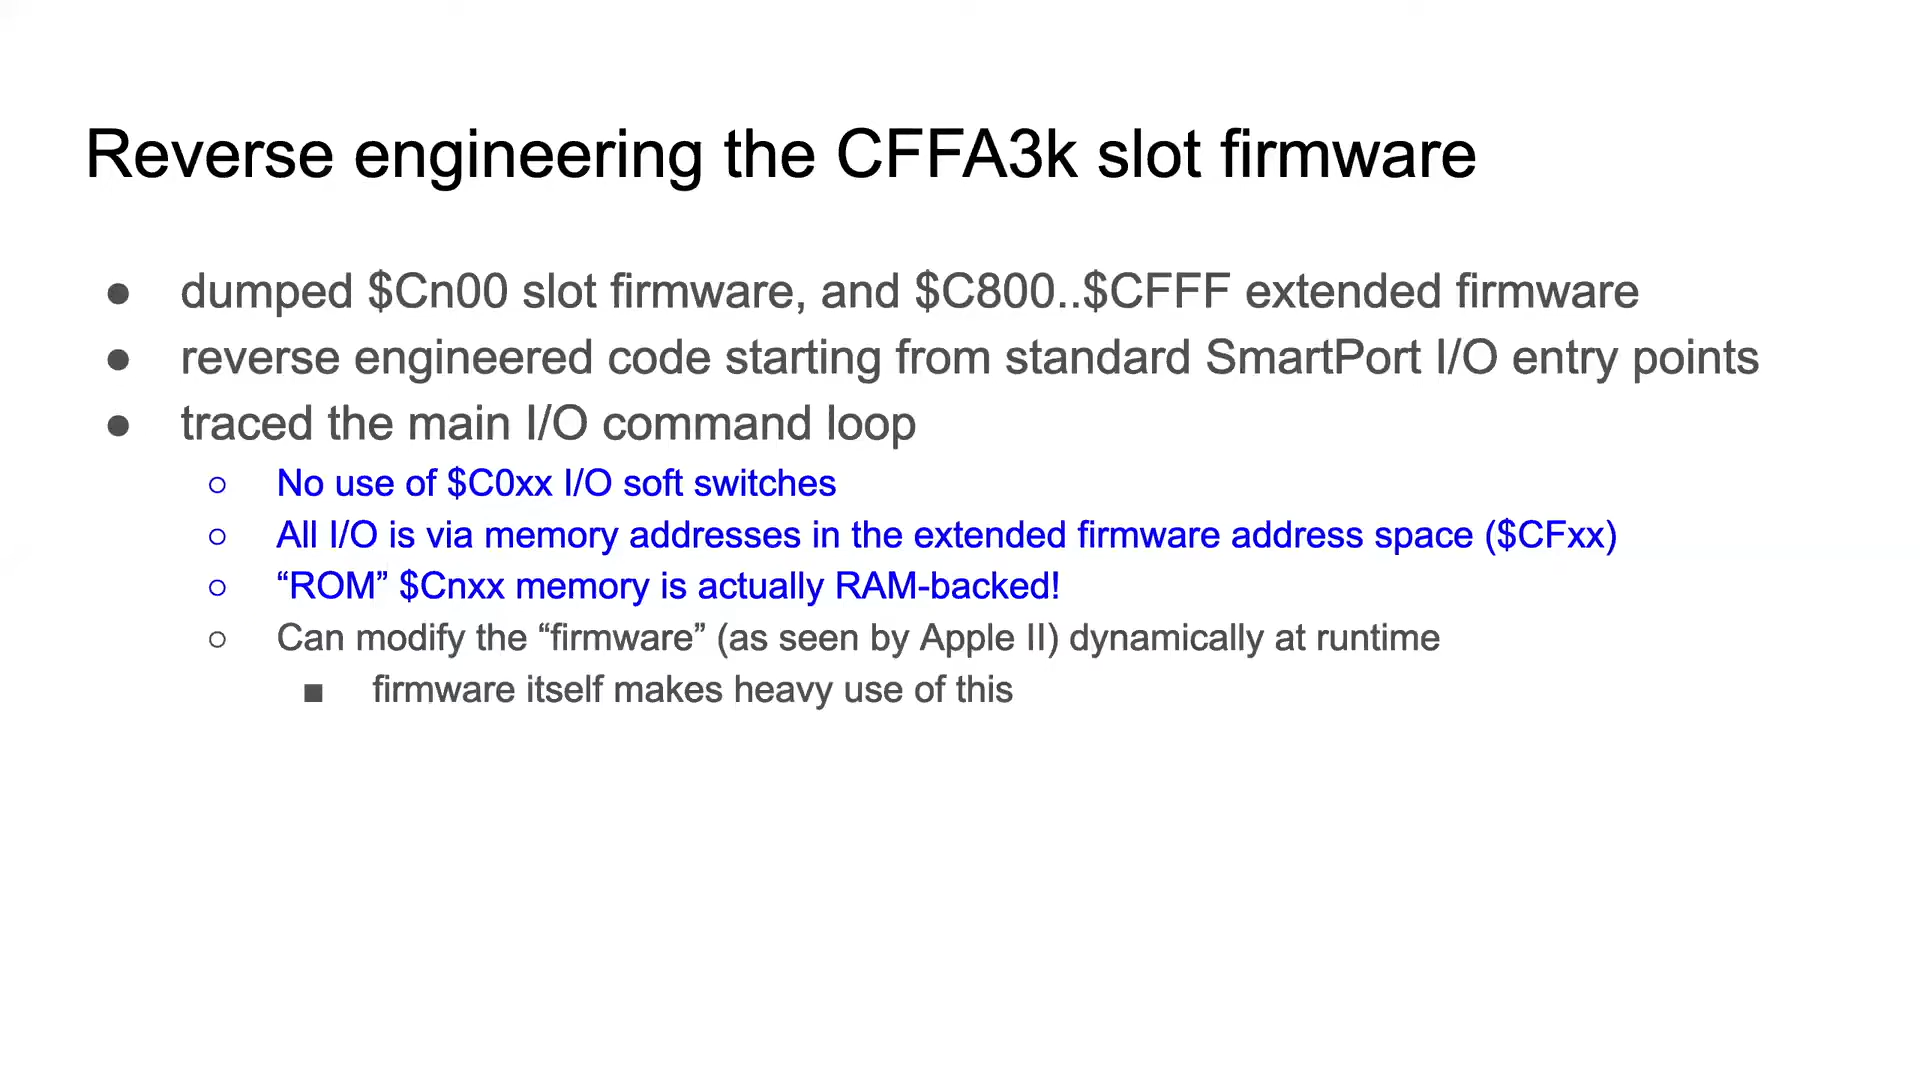 Reverse engineering the CFFA3k slot firmware
● dumped $Cn00 slot firmware, and $C800..$CFFF extended firmware
● reverse engineered code starting from standard SmartPort I/O entry points
● traced the main I/O command loop
○ No use of $C0xx I/O soft switches
○ All I/O is via memory addresses in the extended firmware address space ($CFxx)
○ “ROM” $Cnxx memory is actually RAM-backed!
○ Can modify the “firmware” (as seen by Apple II) dynamically at runtime
■ firmware itself makes heavy use of this